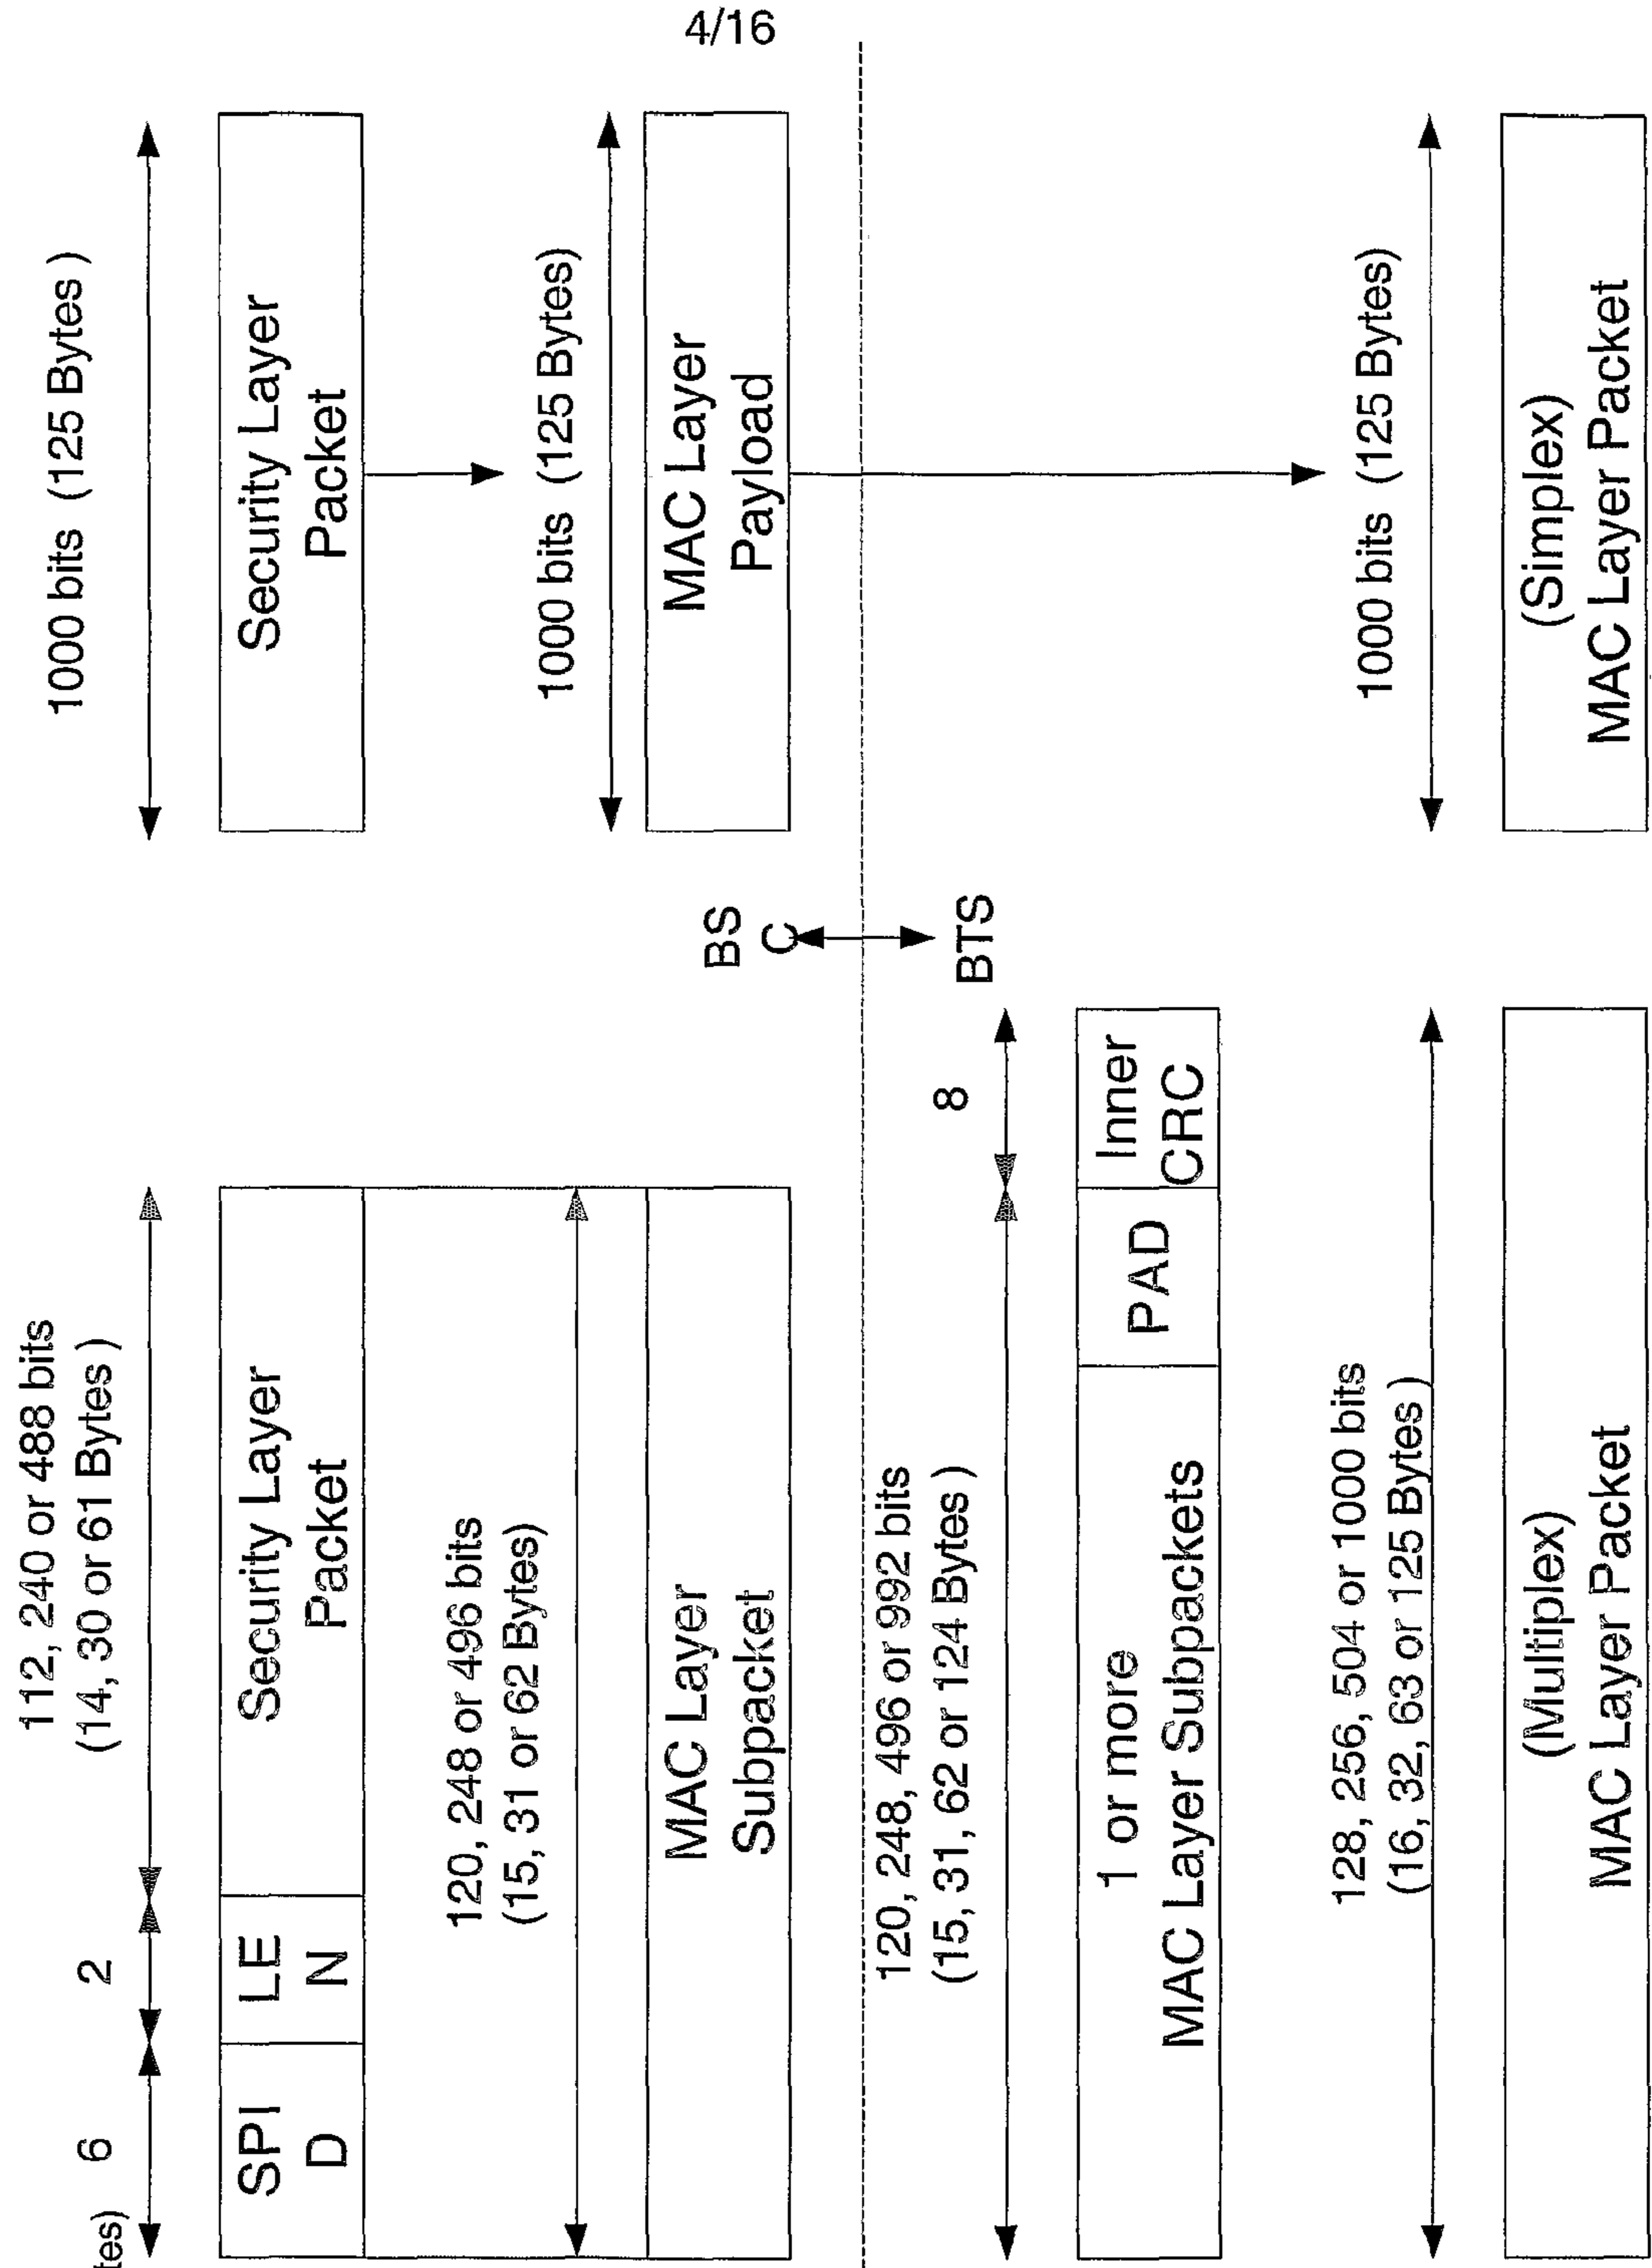 4/16
tes)
6
2
112, 240 or 488 bits
(14, 30 or 61 Bytes )
1000 bits (125 Bytes )
SPI
D
LE
N
Security Layer
Packet
Security Layer
Packet
120, 248 or 496 bits
(15, 31 or 62 Bytes)
1000 bits (125 Bytes)
MAC Layer
Subpacket
MAC Layer
Payload
BS
C
BTS
120, 248, 496 or 992 bits
(15, 31, 62 or 124 Bytes )
8
1 or more
MAC Layer Subpackets
PAD
Inner
CRC
128, 256, 504 or 1000 bits
(16, 32, 63 or 125 Bytes )
1000 bits (125 Bytes)
(Multiplex)
MAC Layer Packet
(Simplex)
MAC Layer Packet